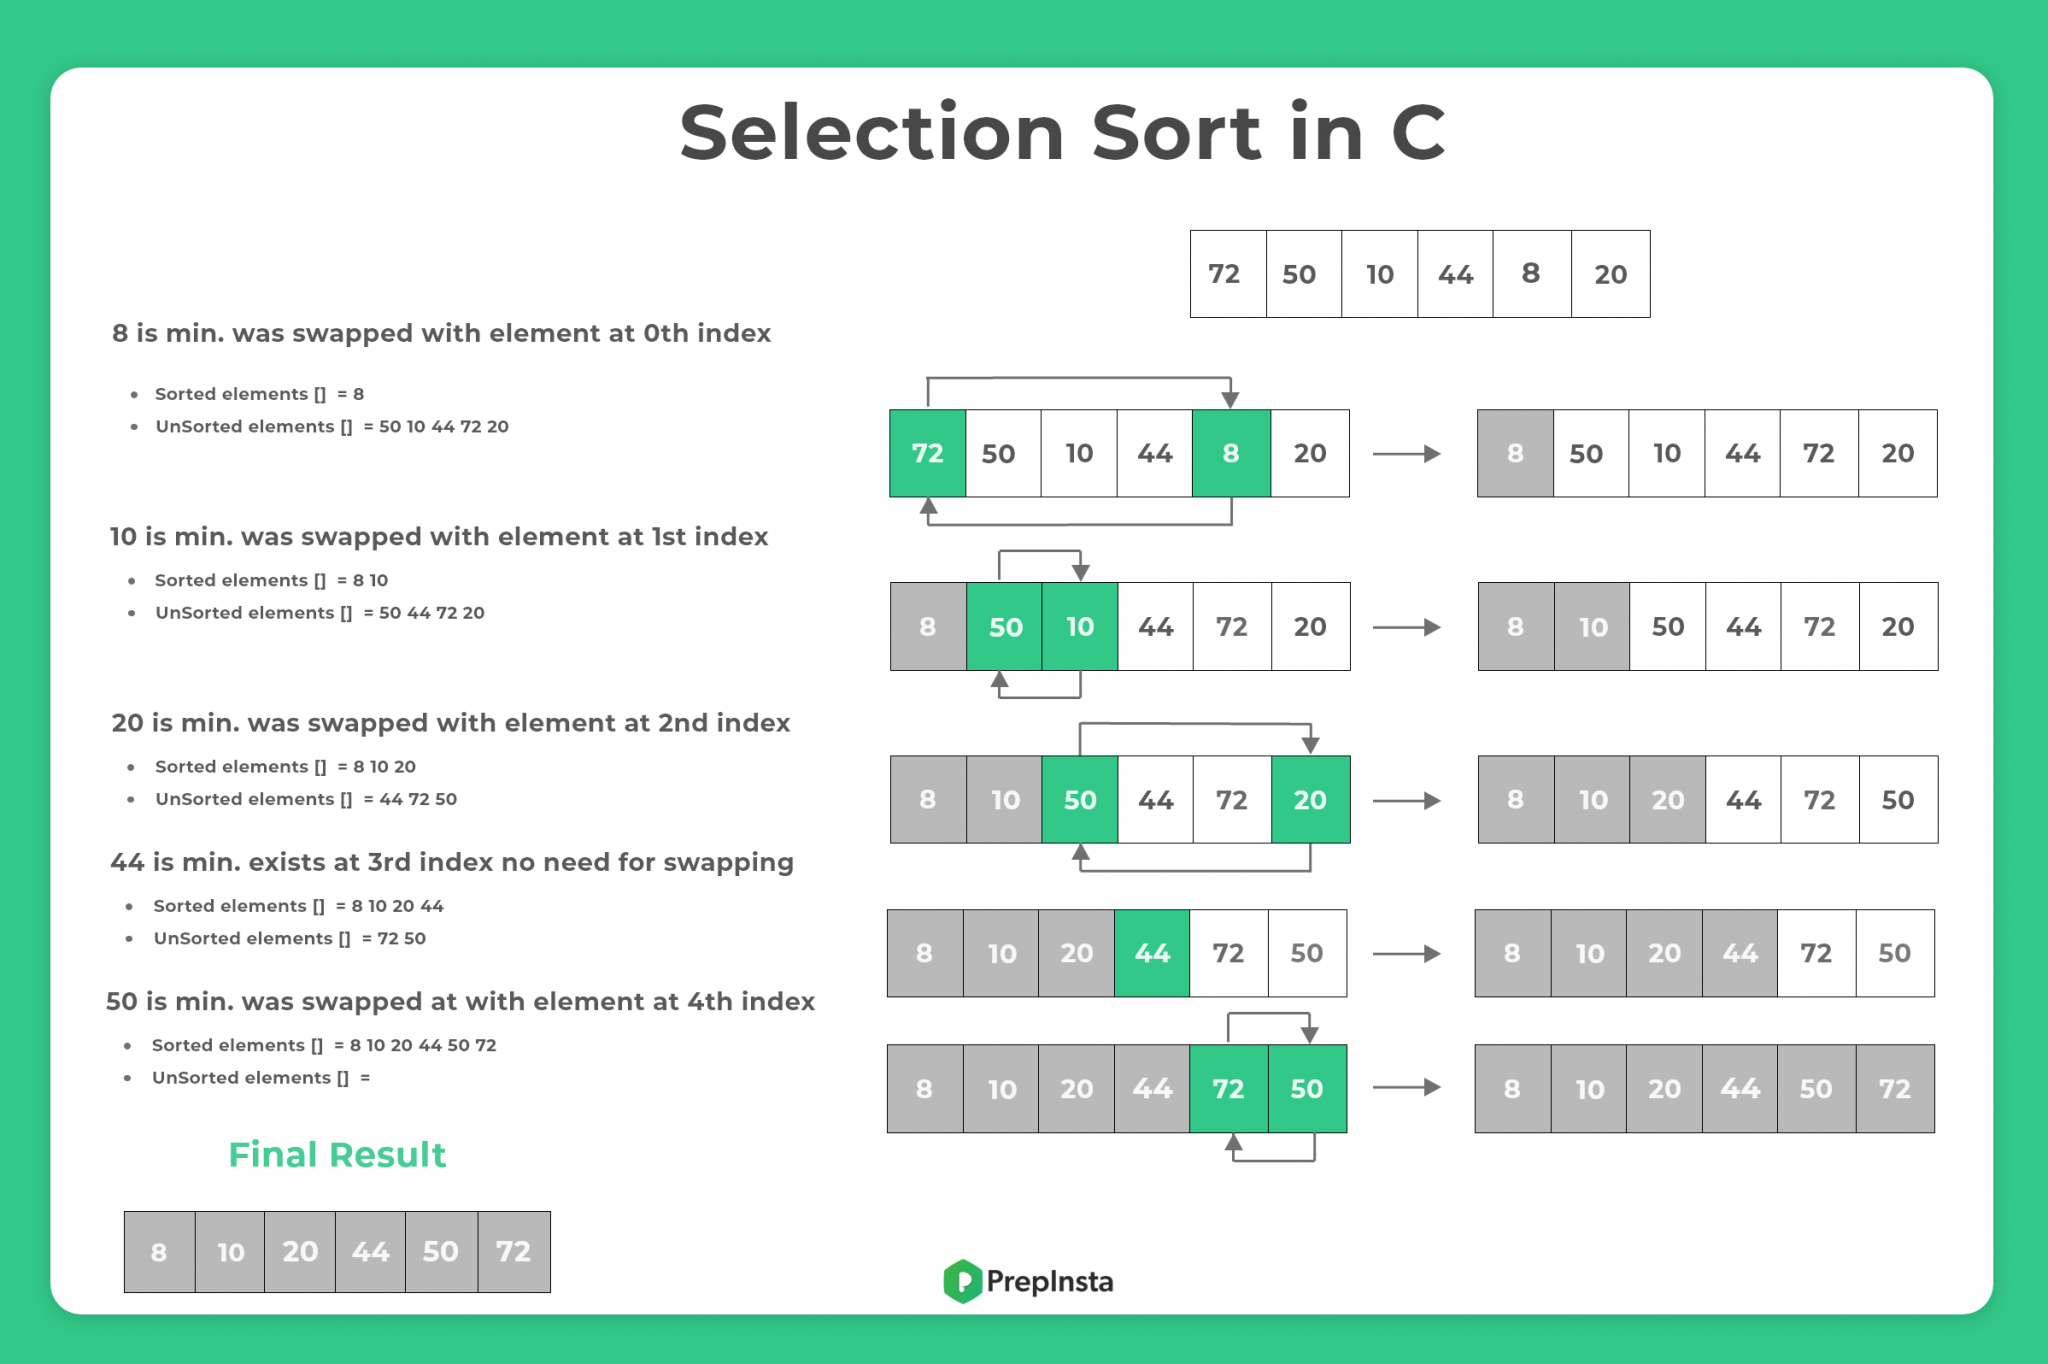 Selection Sort in C
72 50 10 44 8 20
8 is min. was swapped with element at 0th index
• Sorted elements [] = 8
• UnSorted elements [] = 50 10 44 72 20
72 50 10 44 8 20
8 50 10 44 72 20
10 is min. was swapped with element at 1st index
• Sorted elements [] = 8 10
• UnSorted elements [] = 50 44 72 20
8 50 10 44 72 20
8 10 50 44 72 20
20 is min. was swapped with element at 2nd index
• Sorted elements [] = 8 10 20
• UnSorted elements [] = 44 72 50
8 10 50 44 72 20
8 10 20 44 72 50
44 is min. exists at 3rd index no need for swapping
• Sorted elements [] = 8 10 20 44
• UnSorted elements [] = 72 50
8 10 20 44 72 50
8 10 20 44 72 50
50 is min. was swapped at with element at 4th index
• Sorted elements [] = 8 10 20 44 50 72
• UnSorted elements [] =
8 10 20 44 72 50
8 10 20 44 50 72
Final Result
8 10 20 44 50 72
PrepInsta